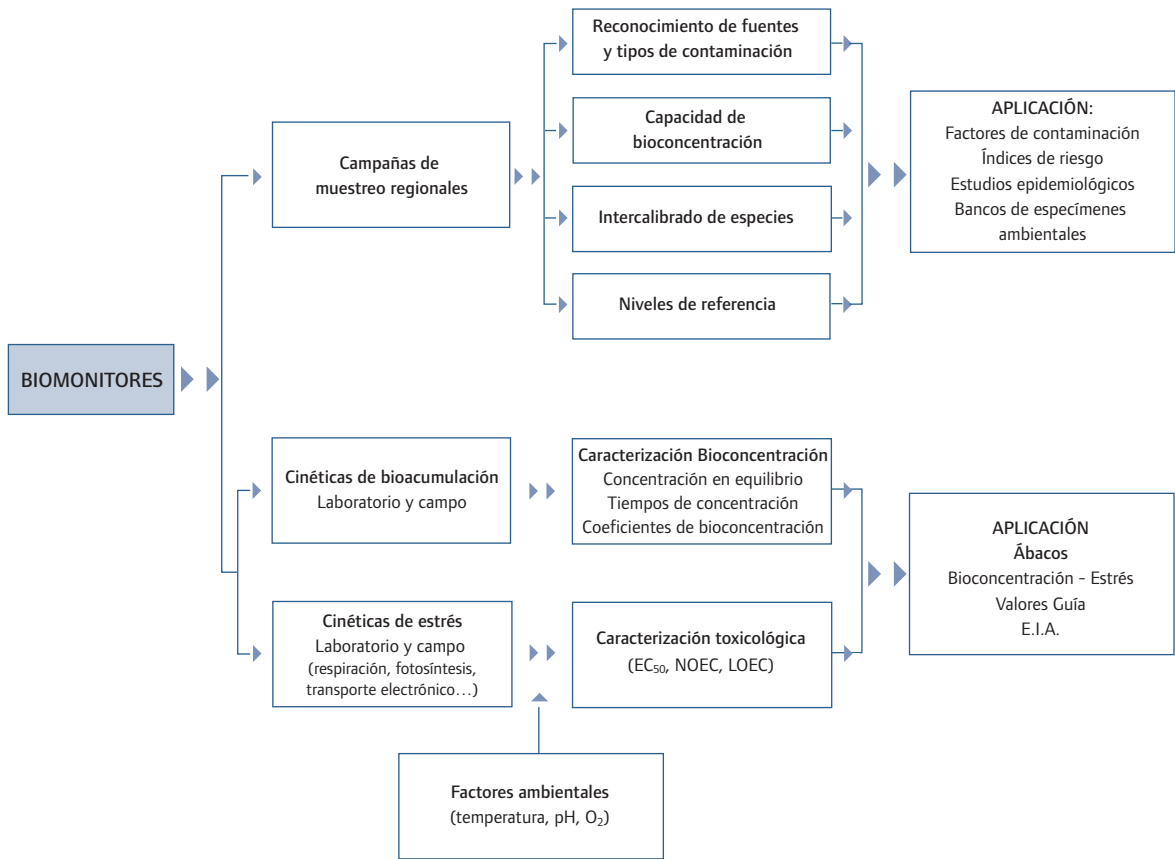 Reconocimiento de fuentes
y tipos de contaminación
Capacidad de
bioconcentración
Campañas de
muestreo regionales
Intercalibrado de especies
Niveles de referencia
APLICACIÓN:
Factores de contaminación
Índices de riesgo
Estudios epidemiológicos
Bancos de especímenes
ambientales
BIOMONITORES
Cinéticas de bioacumulación
Laboratorio y campo
Caracterización Bioconcentración
Concentración en equilibrio
Tiempos de concentración
Coeficientes de bioconcentración
Cinéticas de estrés
Laboratorio y campo
(respiración, fotosíntesis,
transporte electrónico…)
Caracterización toxicológica
(EC₅₀, NOEC, LOEC)
APLICACIÓN
Ábacos
Bioconcentración - Estrés
Valores Guía
E.I.A.
Factores ambientales
(temperatura, pH, O₂)